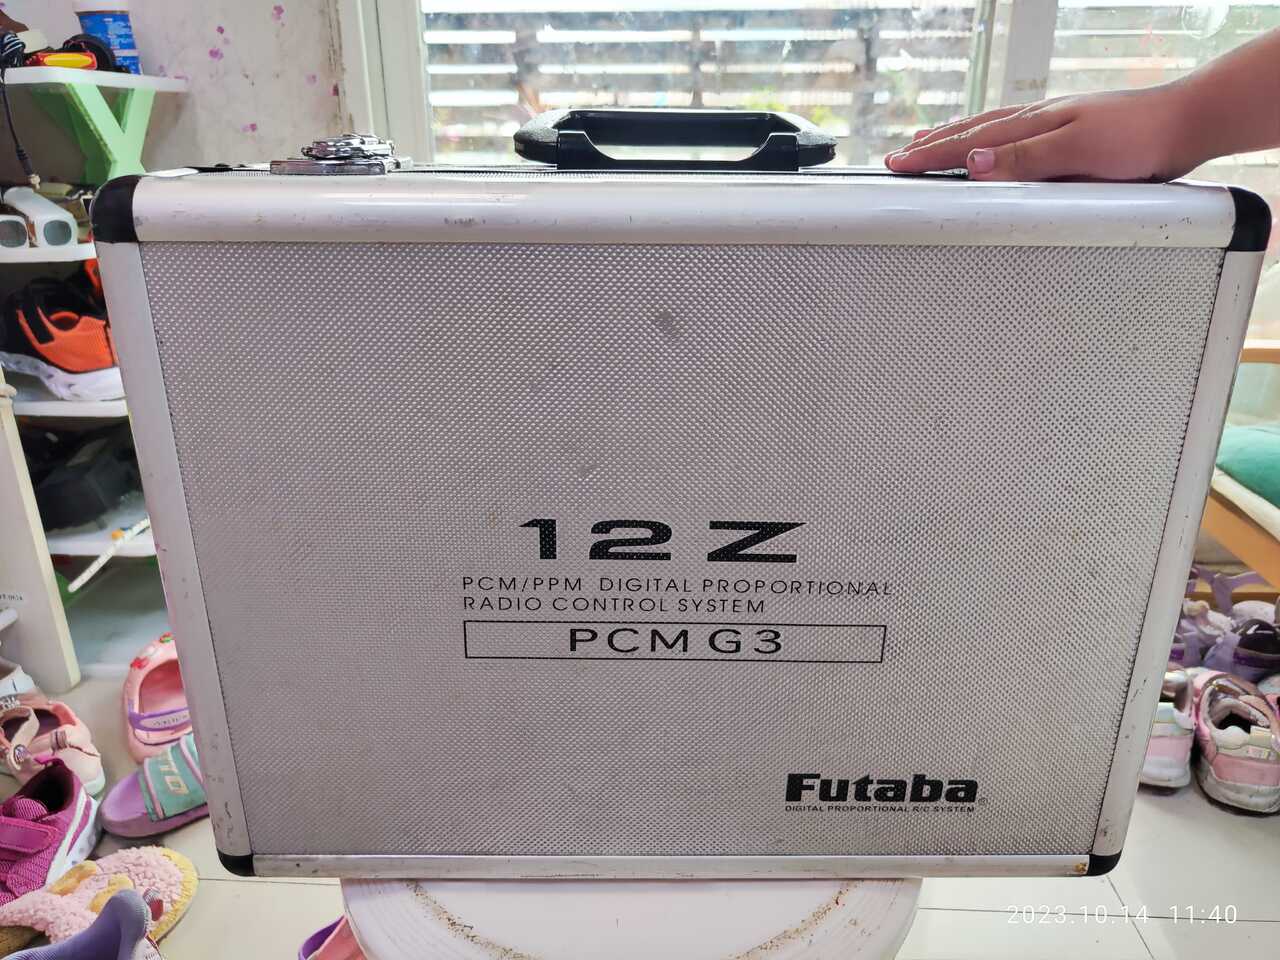 12Z
PCM/PPM DIGITAL PROPORTIONAL
RADIO CONTROL SYSTEM
PCM G3
Futaba®
DIGITAL PROPORTIONAL R/C SYSTEM
2023.10.14 11:40